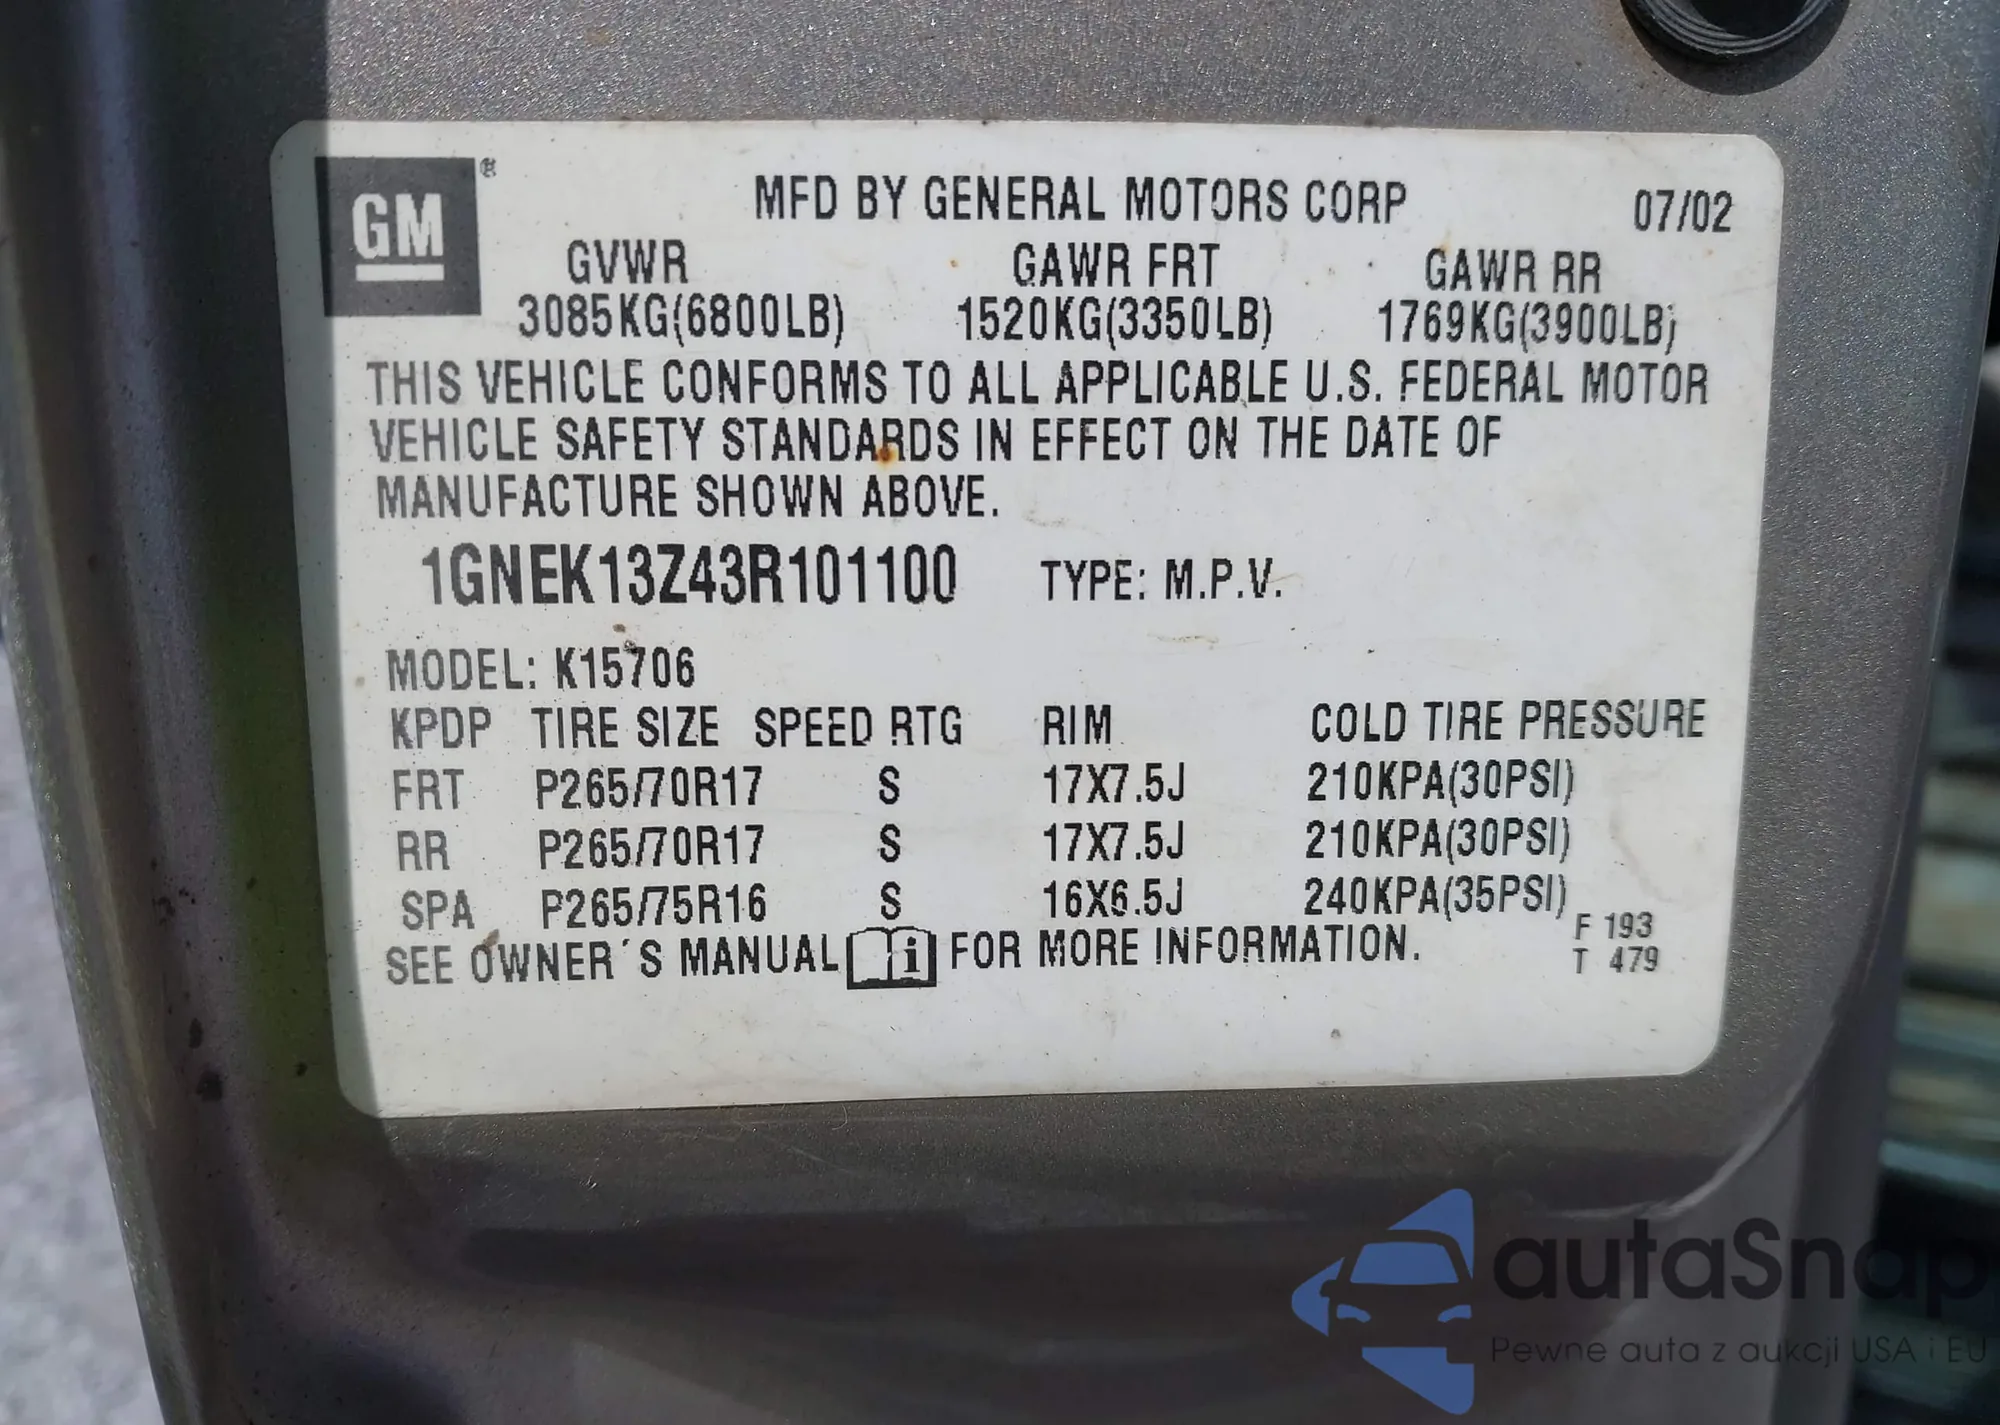 GM®
MFD BY GENERAL MOTORS CORP 07/02
GVWR GAWR FRT GAWR RR
3085KG(6800LB) 1520KG(3350LB) 1769KG(3900LB)
THIS VEHICLE CONFORMS TO ALL APPLICABLE U.S. FEDERAL MOTOR
VEHICLE SAFETY STANDARDS IN EFFECT ON THE DATE OF
MANUFACTURE SHOWN ABOVE.
1GNEK13Z43R101100 TYPE: M.P.V.
MODEL: K15706
KPDP TIRE SIZE SPEED RTG RIM COLD TIRE PRESSURE
FRT P265/70R17 S 17X7.5J 210KPA(30PSI)
RR P265/70R17 S 17X7.5J 210KPA(30PSI)
SPA P265/75R16 S 16X6.5J 240KPA(35PSI)
SEE OWNER´S MANUAL i FOR MORE INFORMATION.
F 193
T 479
autaSnap
Pewne auta z aukcji USA i EU